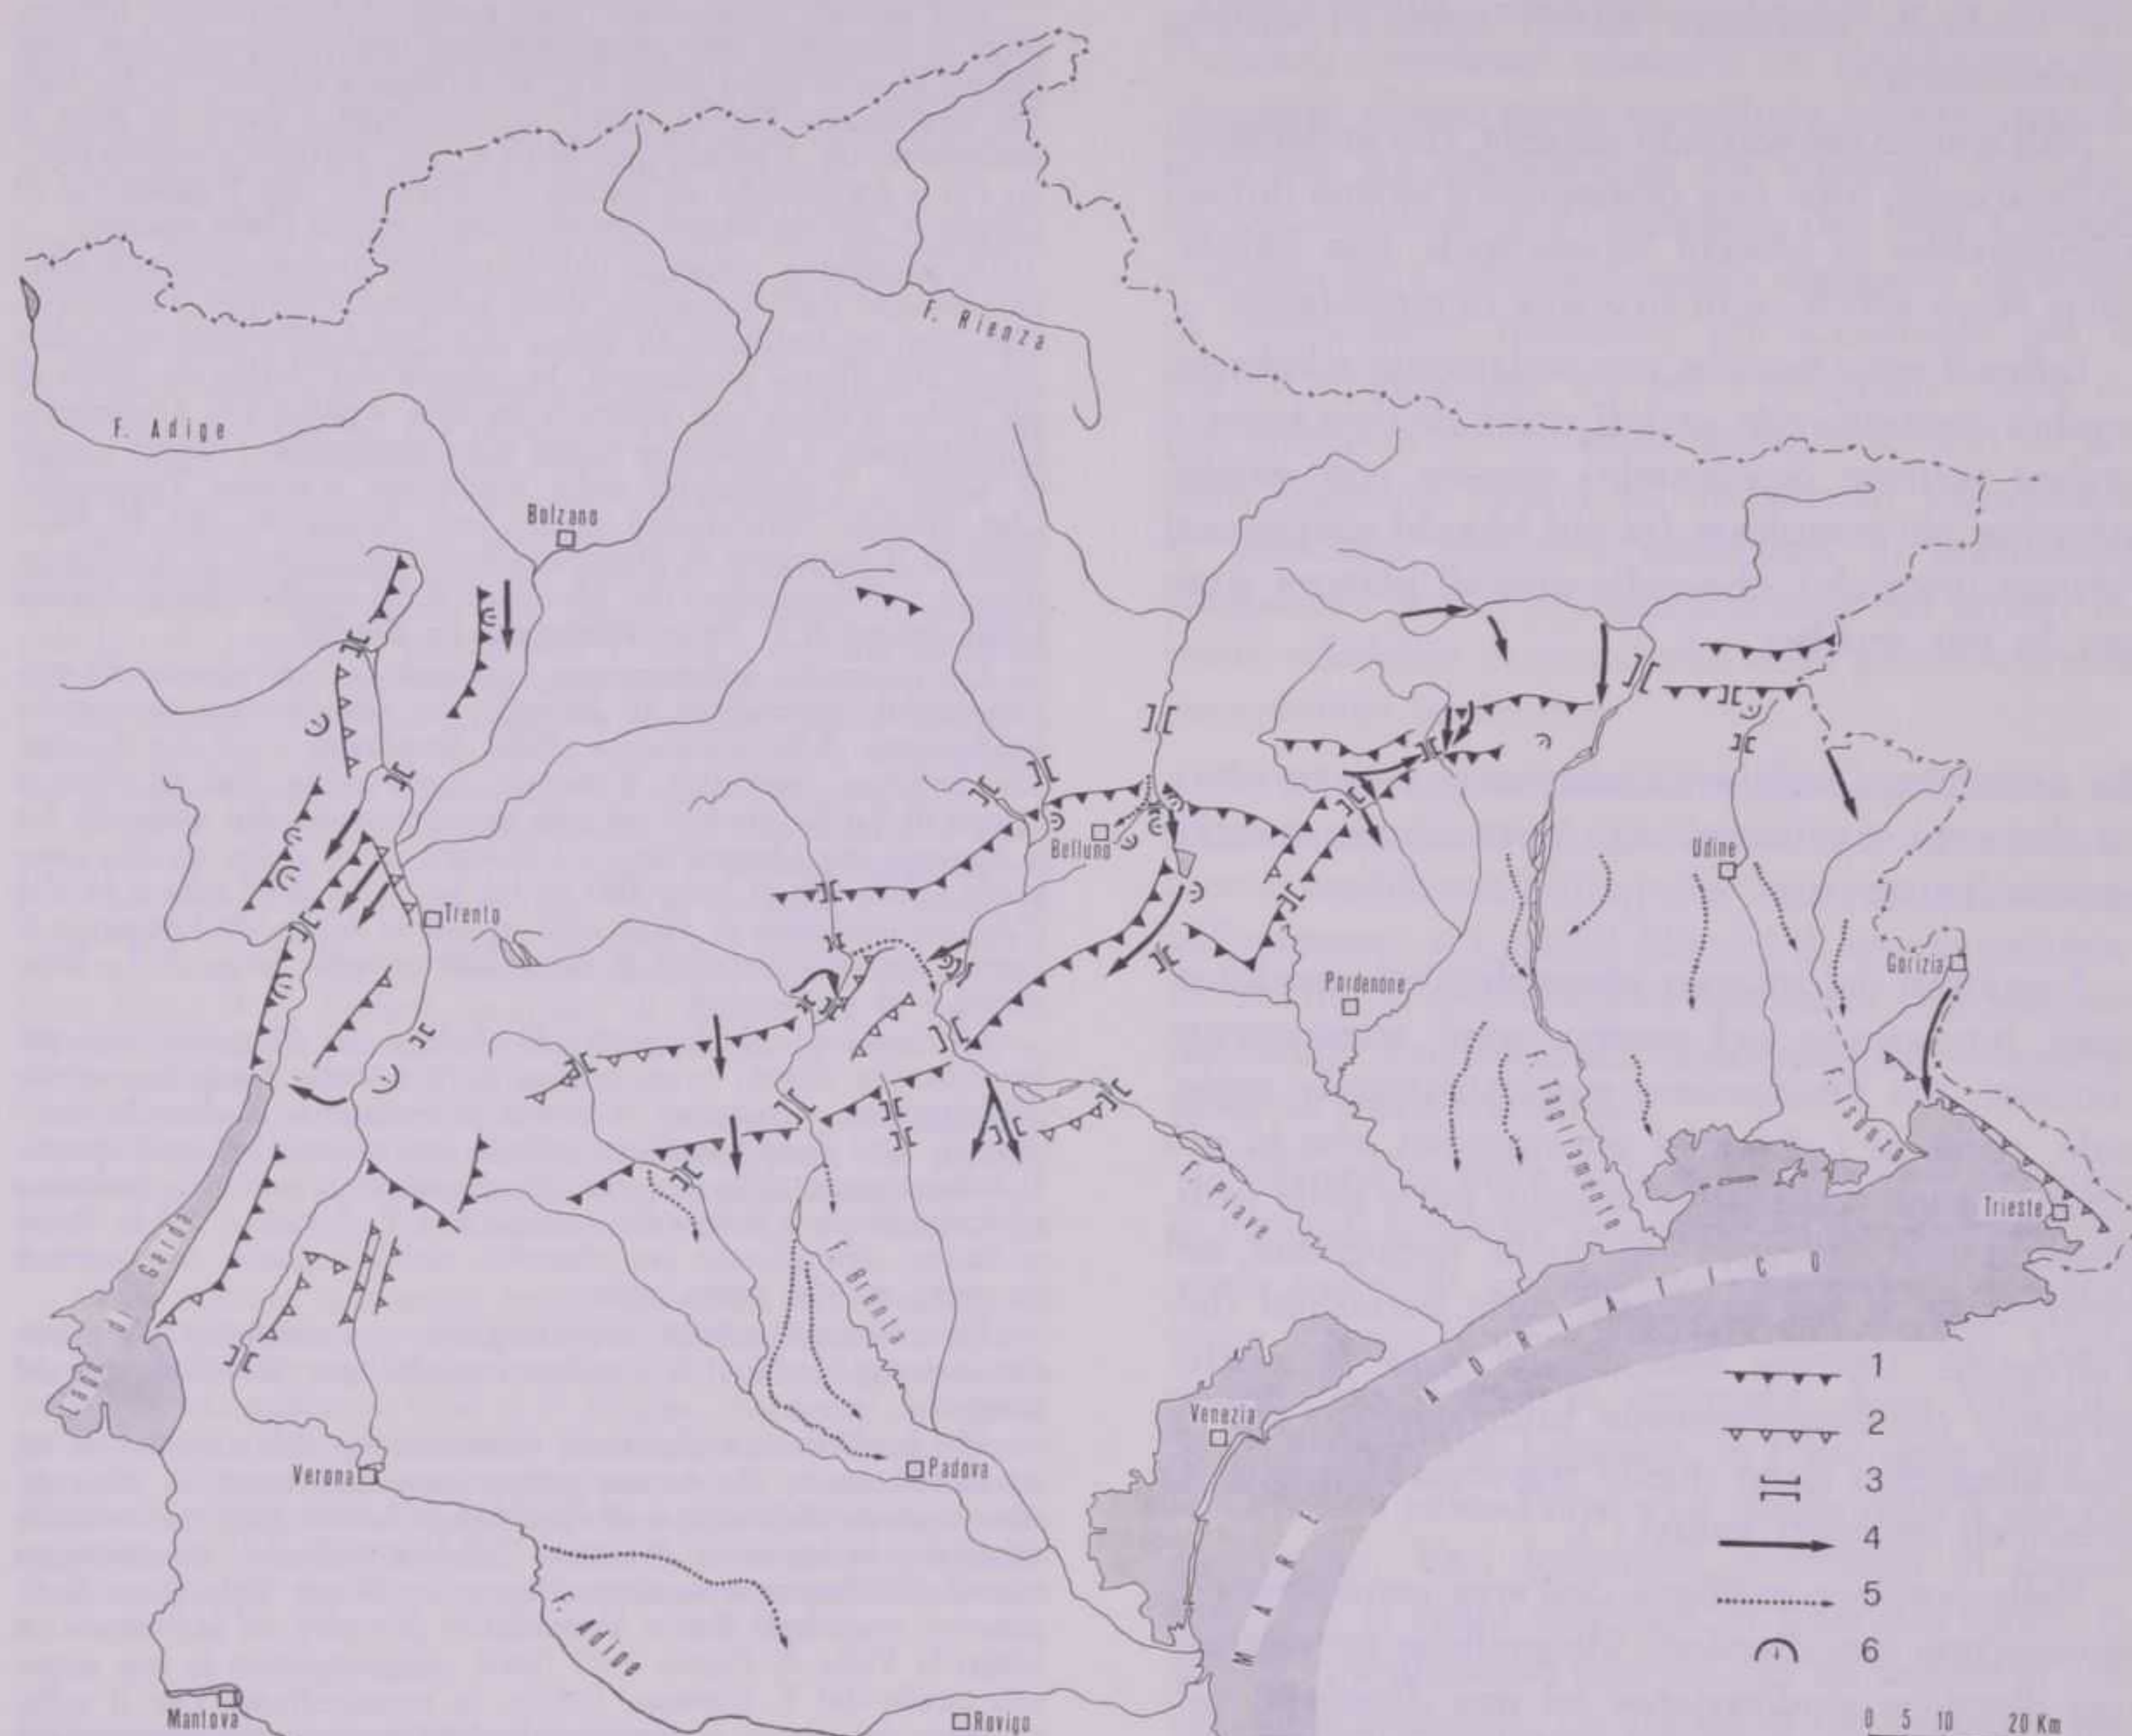 F. Rienza
F. Adige
Bolzano
Belluno
Udine
Trento
Gorizia
Pordenone
F. Tagliamento
F. Isonzo
F. Piave
Trieste
Lago di Garda
F. Brenta
MARE ADRIATICO
1
Venezia
2
Verona
Padova
3
4
5
F. Adige
6
Mantova
Rovigo
0 5 10 20 Km